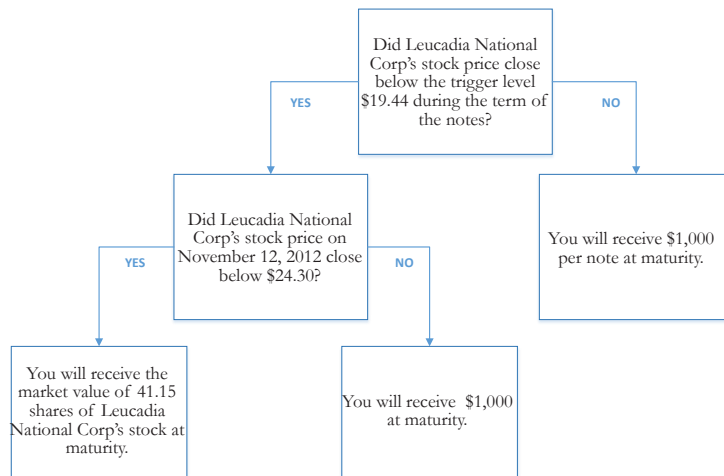 Did Leucadia National
Corp's stock price close
below the trigger level
$19.44 during the term of
the notes?
YES
NO
Did Leucadia National
Corp's stock price on
November 12, 2012 close
below $24.30?
You will receive $1,000
per note at maturity.
YES
NO
You will receive the
market value of 41.15
shares of Leucadia
National Corp's stock at
maturity.
You will receive $1,000
at maturity.